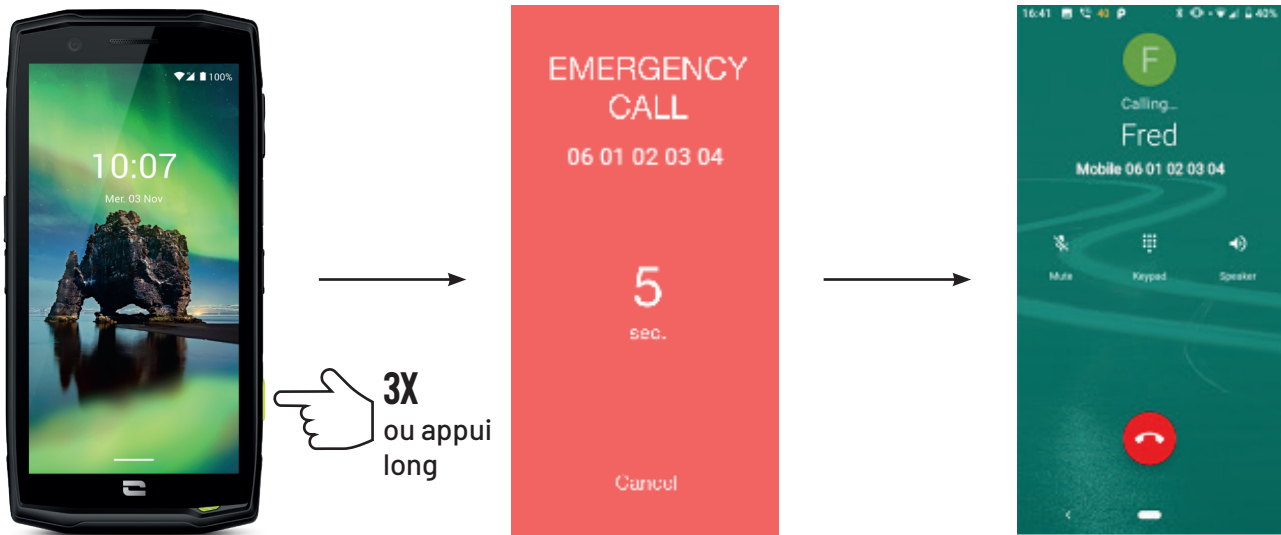 100%
10:07
Mer. 03 Nov
3X
ou appui
long
EMERGENCY
CALL
06 01 02 03 04
5
sec.
Cancel
16:41 40 P 40%
F
Calling...
Fred
Mobile 06 01 02 03 04
Mute Keypad Speaker